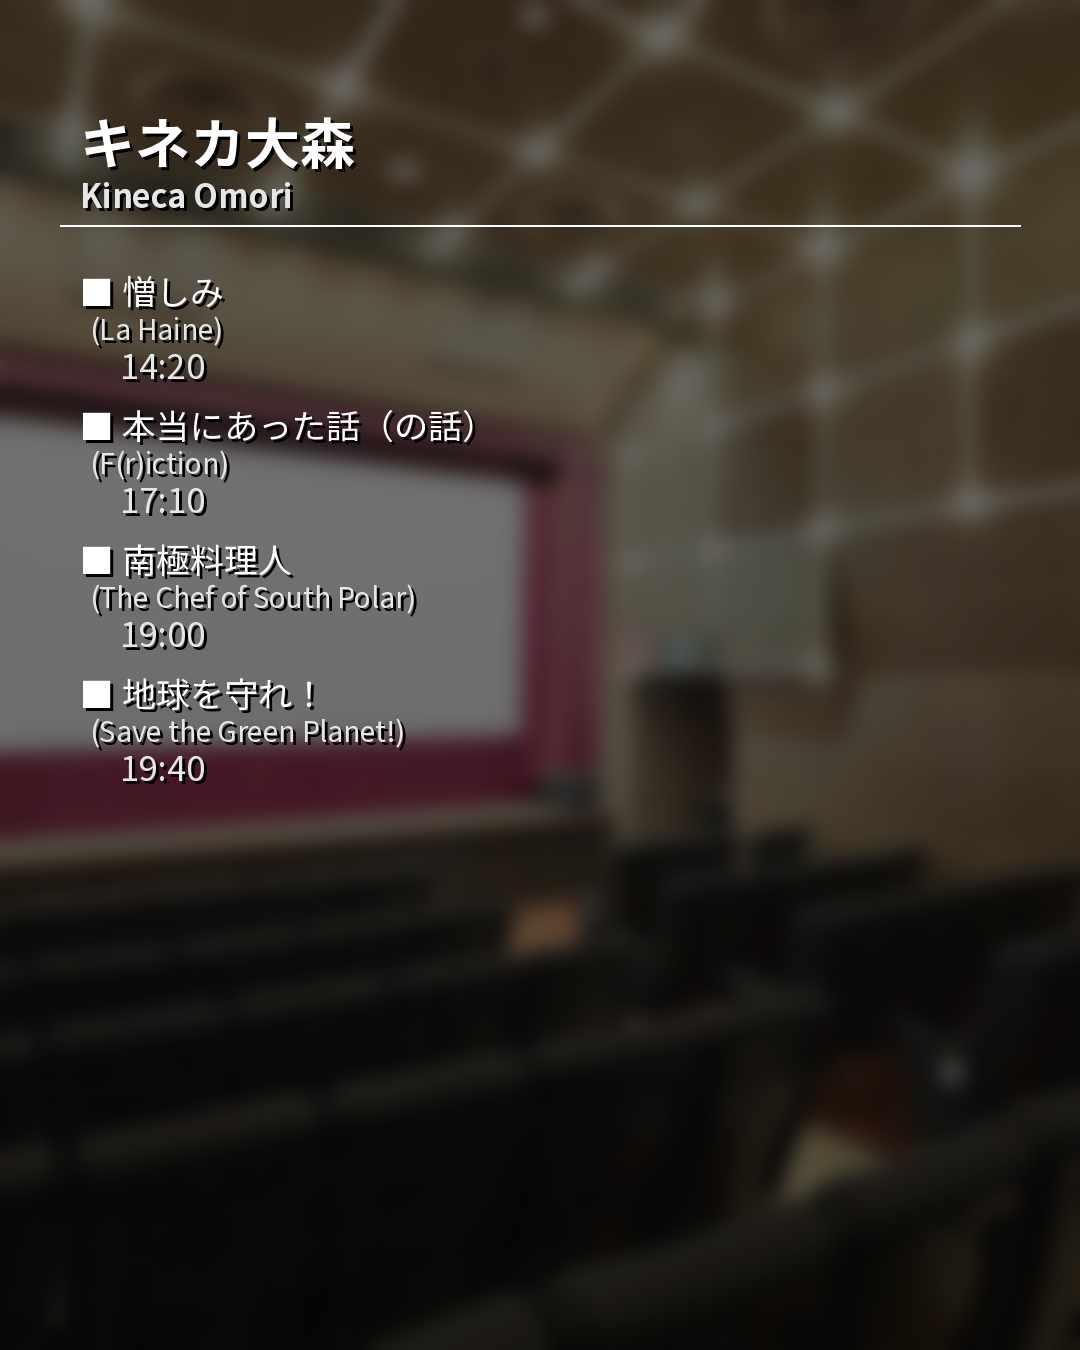 キネカ大森
Kineca Omori
■ 憎しみ
(La Haine)
14:20
■ 本当にあった話（の話）
(F(r)iction)
17:10
■ 南極料理人
(The Chef of South Polar)
19:00
■ 地球を守れ！
(Save the Green Planet!)
19:40